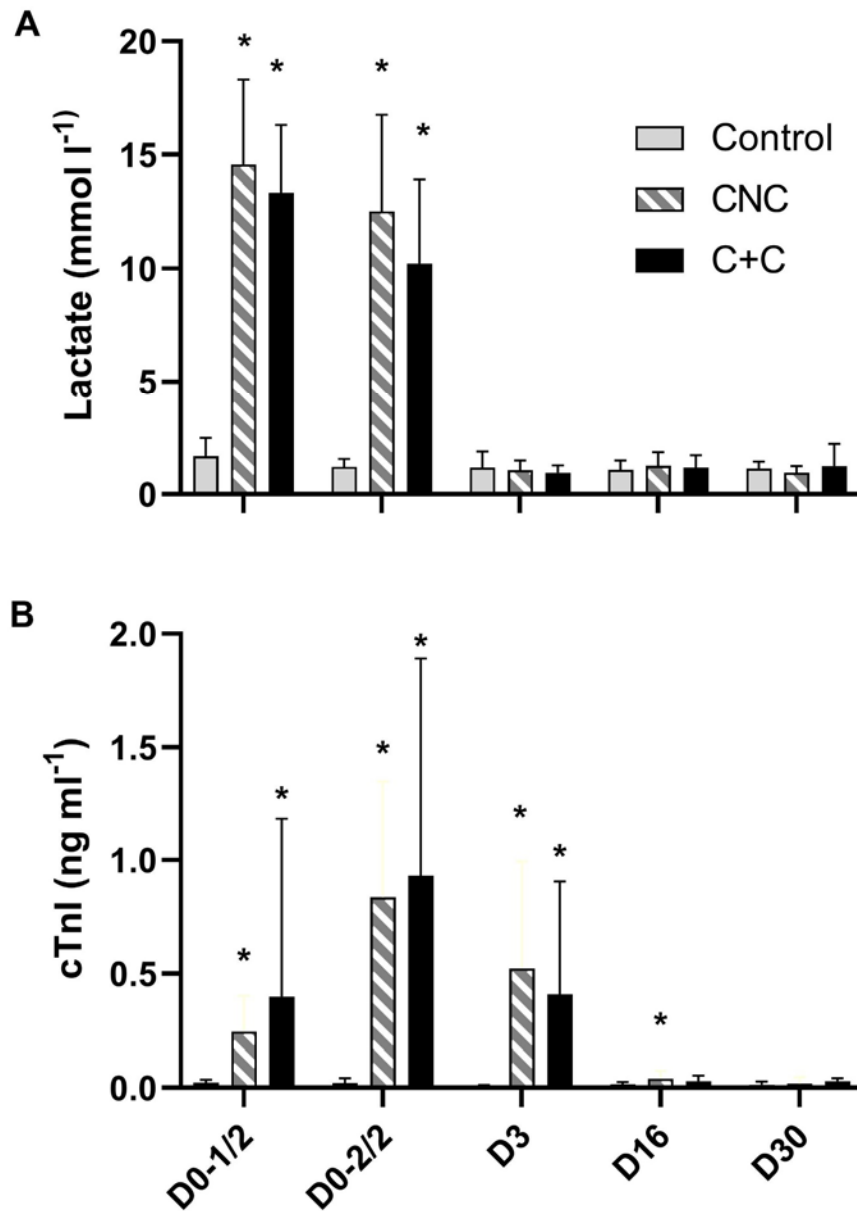 A
Lactate (mmol l⁻¹)
20
15
10
5
0
* * * *
Control
CNC
C+C
B
cTnI (ng ml⁻¹)
2.0
1.5
1.0
0.5
0.0
* * * * * * *
D0-1/2
D0-2/2
D3
D16
D30